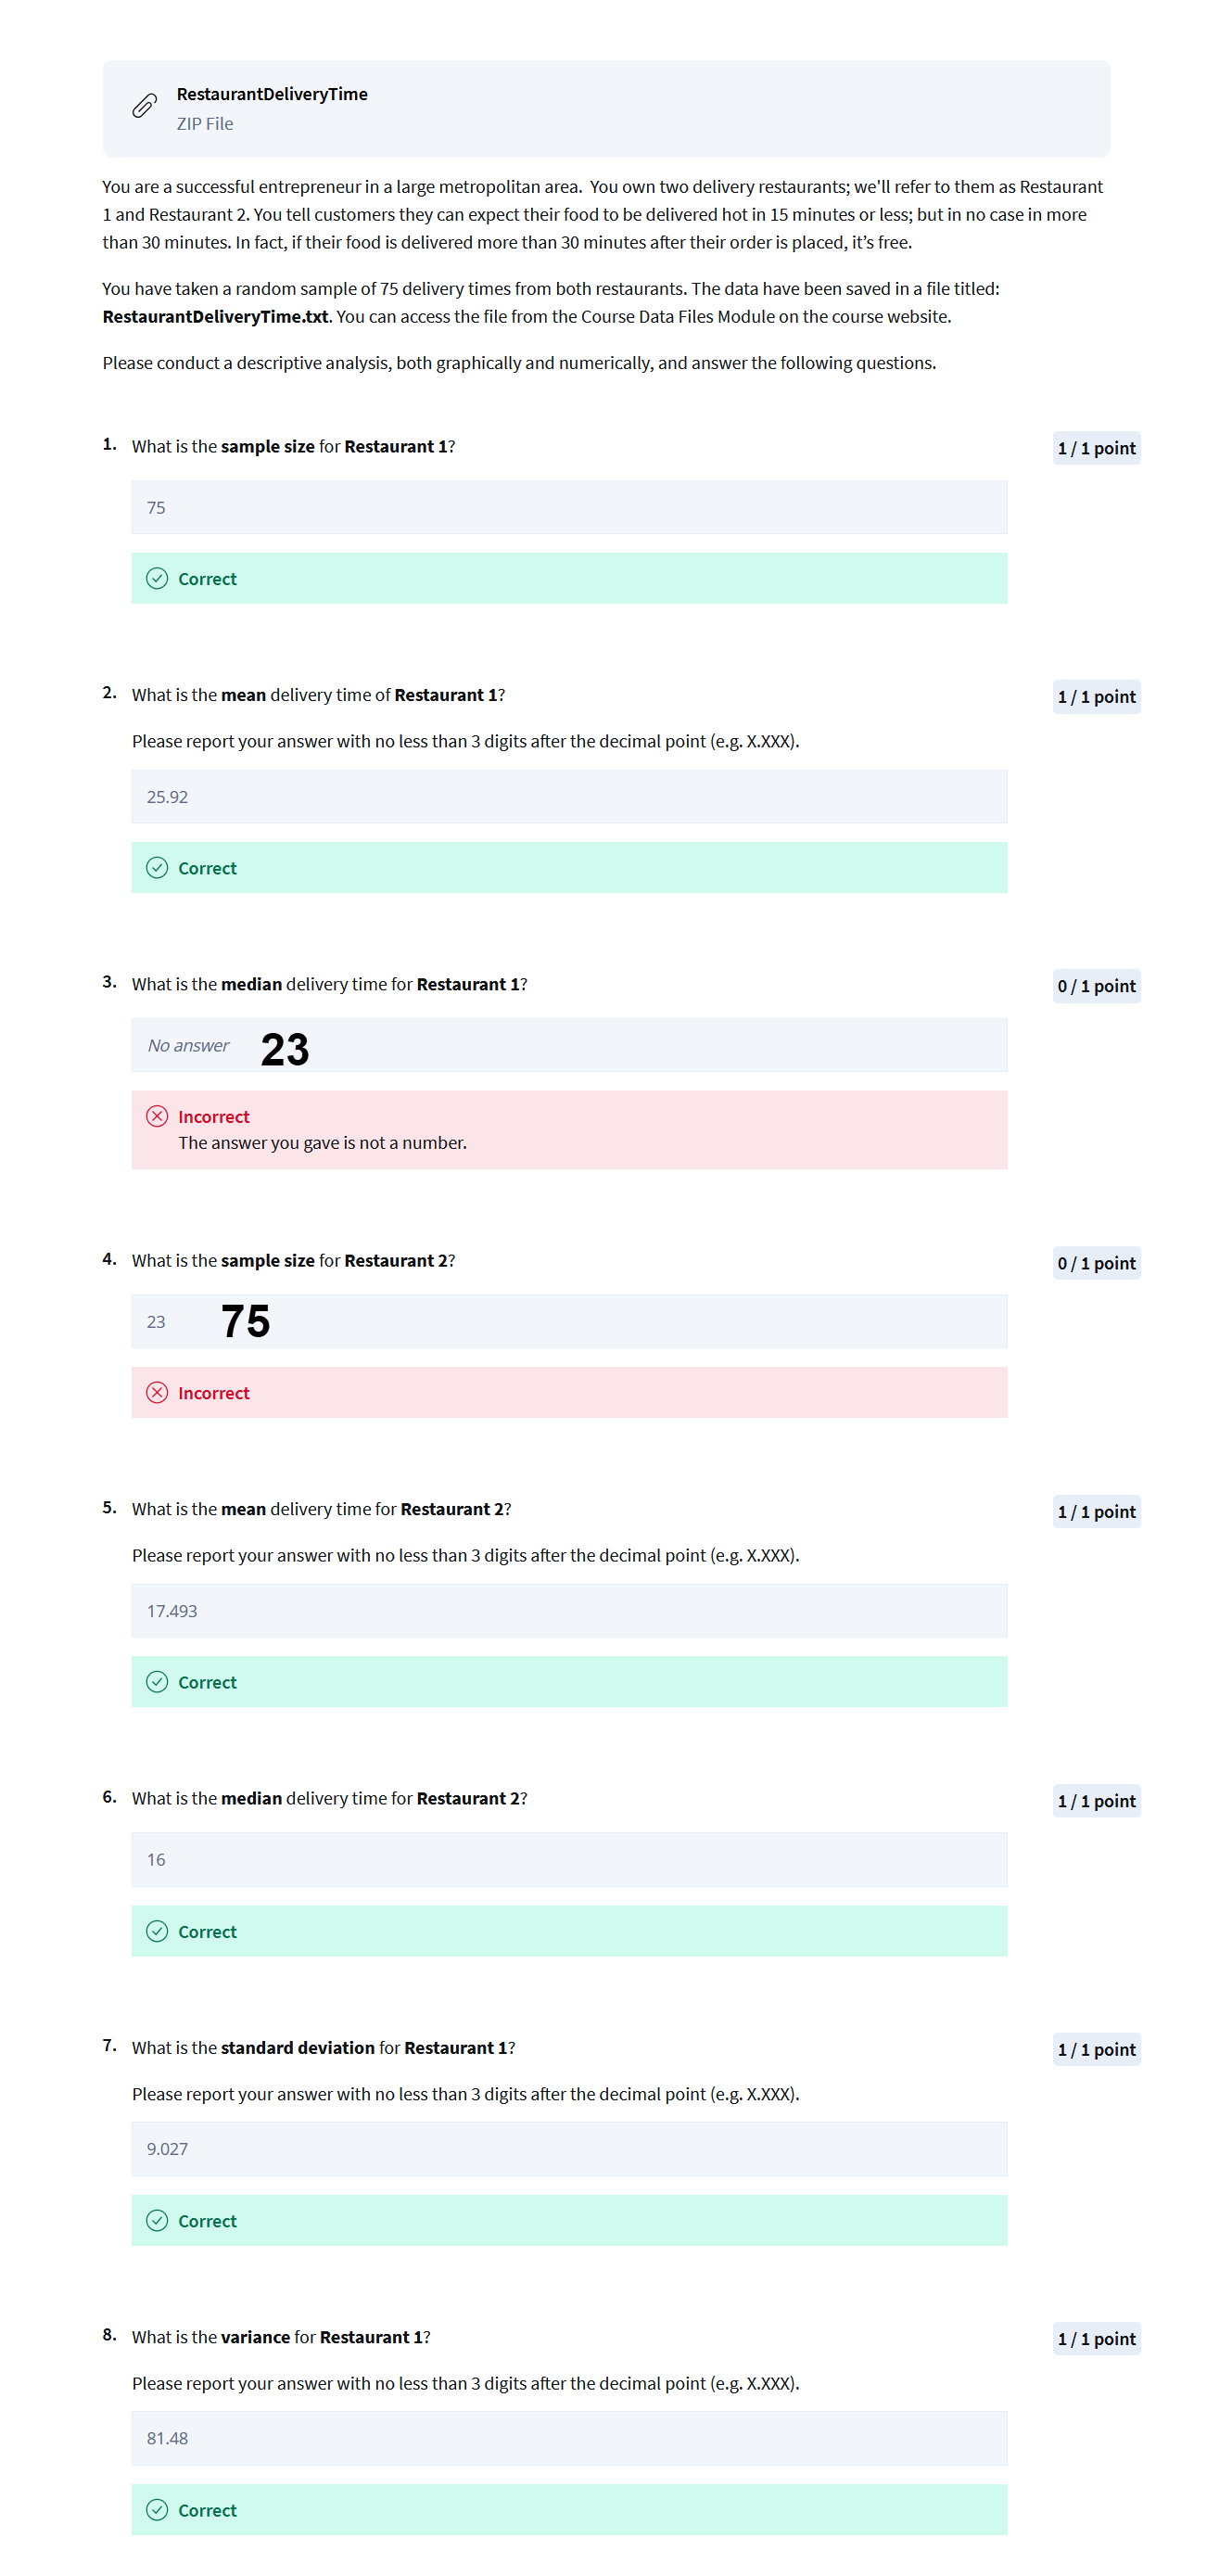 RestaurantDeliveryTime
ZIP File
You are a successful entrepreneur in a large metropolitan area.  You own two delivery restaurants; we'll refer to them as Restaurant
1 and Restaurant 2. You tell customers they can expect their food to be delivered hot in 15 minutes or less; but in no case in more
than 30 minutes. In fact, if their food is delivered more than 30 minutes after their order is placed, it’s free.
You have taken a random sample of 75 delivery times from both restaurants. The data have been saved in a file titled:
RestaurantDeliveryTime.txt. You can access the file from the Course Data Files Module on the course website.
Please conduct a descriptive analysis, both graphically and numerically, and answer the following questions.
1. What is the sample size for Restaurant 1? 1 / 1 point
75
Correct
2. What is the mean delivery time of Restaurant 1? 1 / 1 point
Please report your answer with no less than 3 digits after the decimal point (e.g. X.XXX).
25.92
Correct
3. What is the median delivery time for Restaurant 1? 0 / 1 point
No answer 23
Incorrect
The answer you gave is not a number.
4. What is the sample size for Restaurant 2? 0 / 1 point
23 75
Incorrect
5. What is the mean delivery time for Restaurant 2? 1 / 1 point
Please report your answer with no less than 3 digits after the decimal point (e.g. X.XXX).
17.493
Correct
6. What is the median delivery time for Restaurant 2? 1 / 1 point
16
Correct
7. What is the standard deviation for Restaurant 1? 1 / 1 point
Please report your answer with no less than 3 digits after the decimal point (e.g. X.XXX).
9.027
Correct
8. What is the variance for Restaurant 1? 1 / 1 point
Please report your answer with no less than 3 digits after the decimal point (e.g. X.XXX).
81.48
Correct